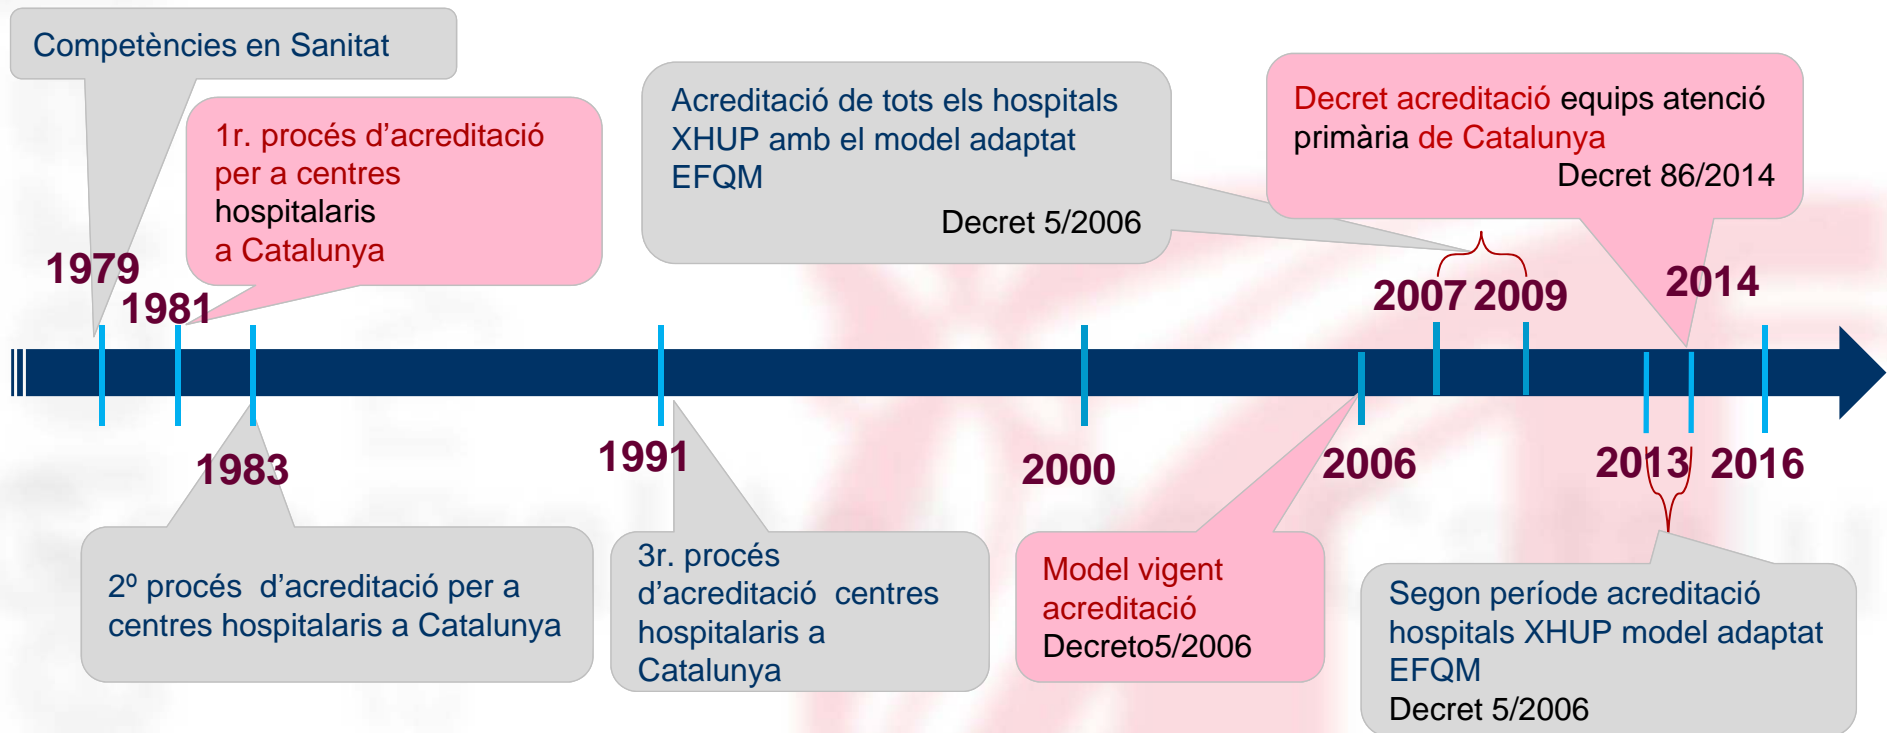 Competències en Sanitat
1r. procés d’acreditació
per a centres
hospitalaris
a Catalunya
Acreditació de tots els hospitals
XHUP amb el model adaptat
EFQM
Decret 5/2006
Decret acreditació equips atenció
primària de Catalunya
Decret 86/2014
1979
1981
2007 2009
2014
1983
1991
2000
2006
2013 2016
2º procés d’acreditació per a
centres hospitalaris a Catalunya
3r. procés
d’acreditació centres
hospitalaris a
Catalunya
Model vigent
acreditació
Decreto5/2006
Segon període acreditació
hospitals XHUP model adaptat
EFQM
Decret 5/2006